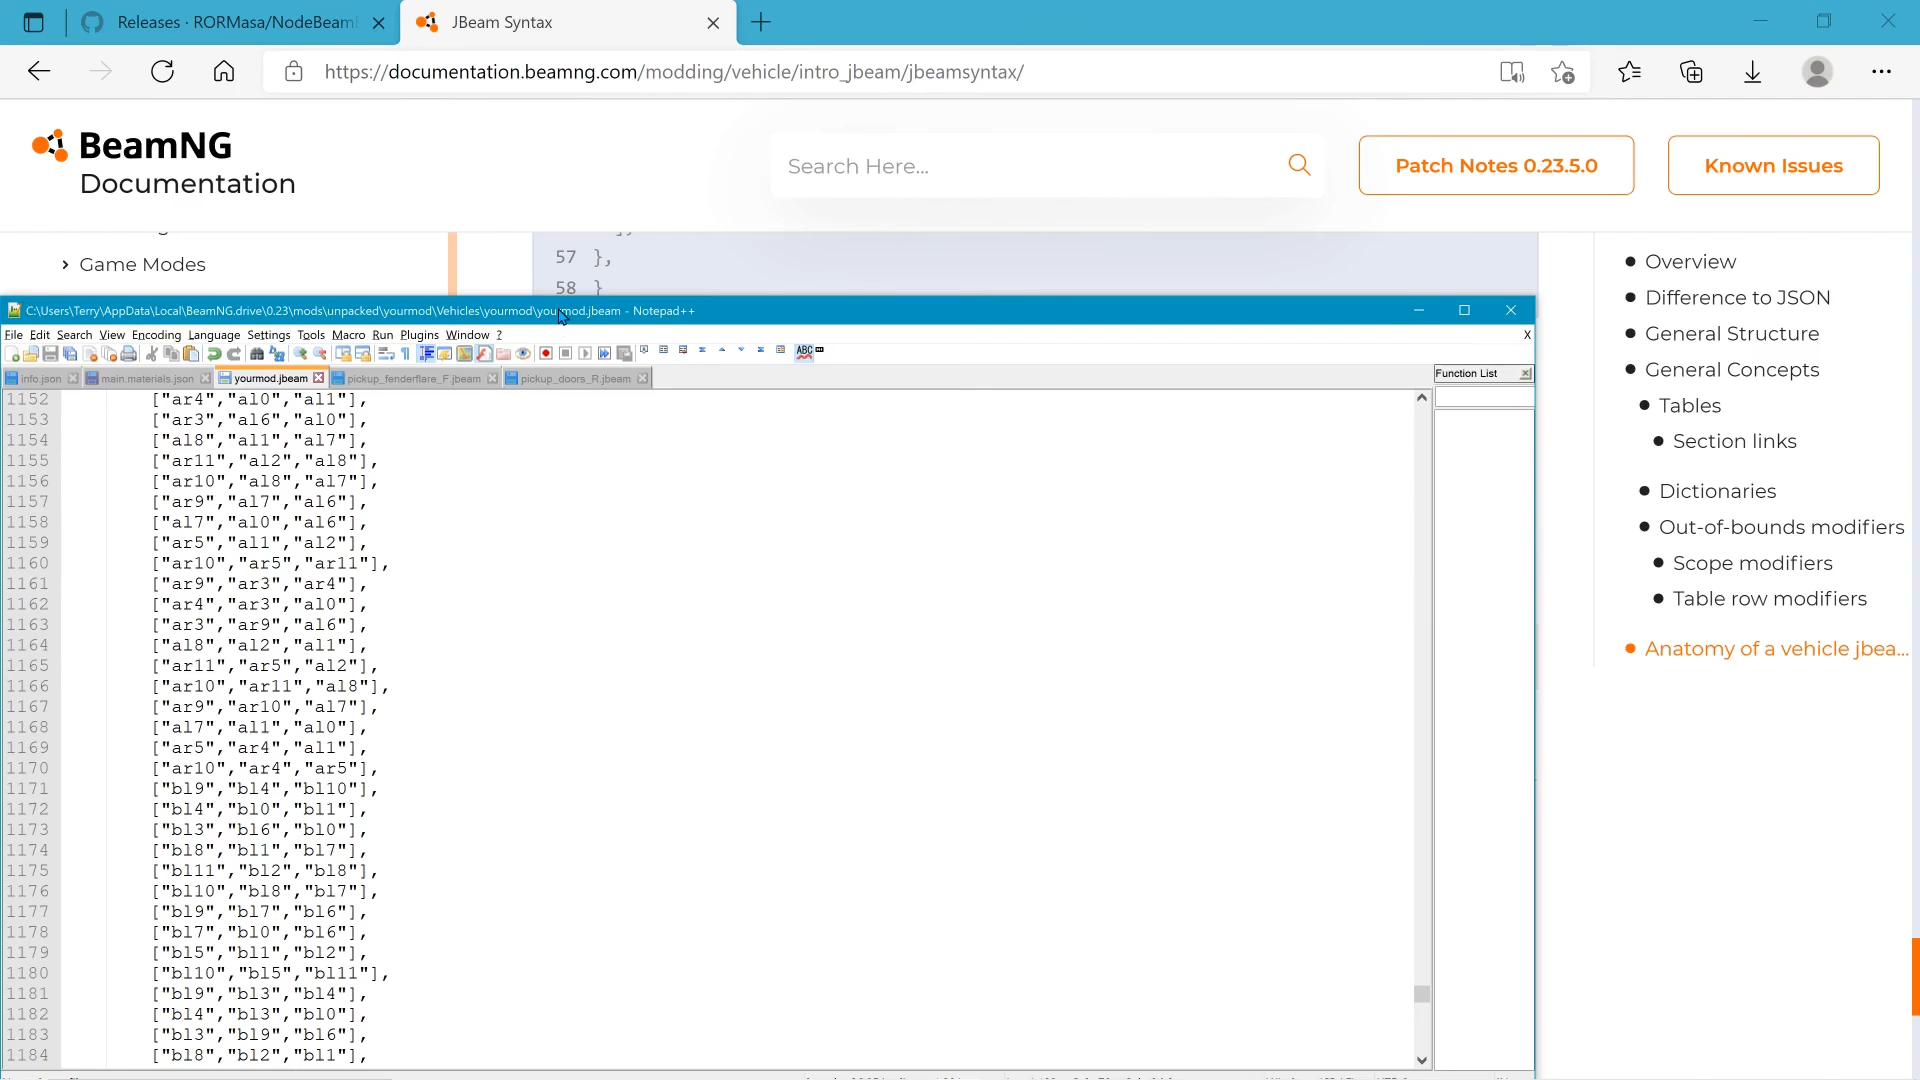 Releases · RORMasa/NodeBeam
JBeam Syntax
https://documentation.beamng.com/modding/vehicle/intro_jbeam/jbeamsyntax/
BeamNG
Documentation
Search Here...
Patch Notes 0.23.5.0
Known Issues
Game Modes
57 },
58 }
Overview
Difference to JSON
General Structure
General Concepts
Tables
Section links
Dictionaries
Out-of-bounds modifiers
Scope modifiers
Table row modifiers
Anatomy of a vehicle jbea...
C:\Users\Terry\AppData\Local\BeamNG.drive\0.23\mods\unpacked\yourmod\Vehicles\yourmod\yourmod.jbeam - Notepad++
File Edit Search View Encoding Language Settings Tools Macro Run Plugins Window ?
X
ABC
info.json main.materials.json yourmod.jbeam pickup_fenderflare_F.jbeam pickup_doors_R.jbeam
Function List
1152 ["ar4","al0","al1"],
1153 ["ar3","al6","al0"],
1154 ["al8","al1","al7"],
1155 ["ar11","al2","al8"],
1156 ["ar10","al8","al7"],
1157 ["ar9","al7","al6"],
1158 ["al7","al0","al6"],
1159 ["ar5","al1","al2"],
1160 ["ar10","ar5","ar11"],
1161 ["ar9","ar3","ar4"],
1162 ["ar4","ar3","al0"],
1163 ["ar3","ar9","al6"],
1164 ["al8","al2","al1"],
1165 ["ar11","ar5","al2"],
1166 ["ar10","ar11","al8"],
1167 ["ar9","ar10","al7"],
1168 ["al7","al1","al0"],
1169 ["ar5","ar4","al1"],
1170 ["ar10","ar4","ar5"],
1171 ["bl9","bl4","bl10"],
1172 ["bl4","bl0","bl1"],
1173 ["bl3","bl6","bl0"],
1174 ["bl8","bl1","bl7"],
1175 ["bl11","bl2","bl8"],
1176 ["bl10","bl8","bl7"],
1177 ["bl9","bl7","bl6"],
1178 ["bl7","bl0","bl6"],
1179 ["bl5","bl1","bl2"],
1180 ["bl10","bl5","bl11"],
1181 ["bl9","bl3","bl4"],
1182 ["bl4","bl3","bl0"],
1183 ["bl3","bl9","bl6"],
1184 ["bl8","bl2","bl1"],